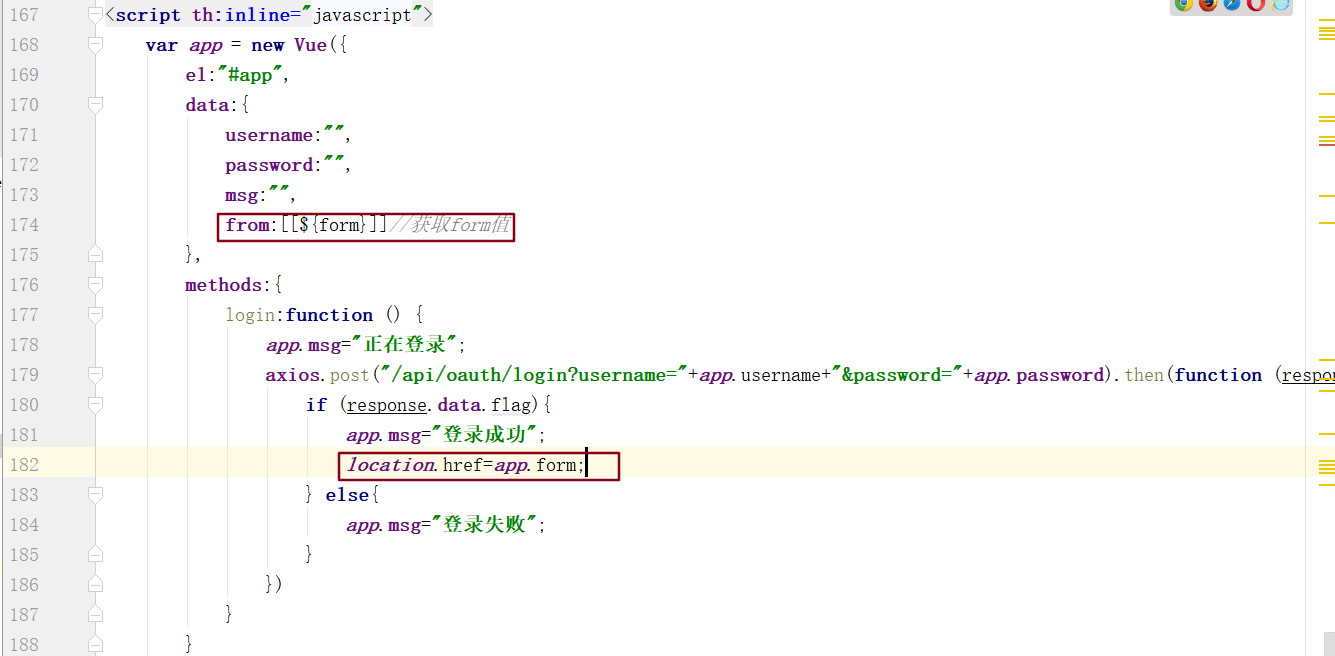 167 <script th:inline="javascript">
168 var app = new Vue({
169 el:"#app",
170 data:{
171 username:"",
172 password:"",
173 msg:"",
174 from:[[${form}]]//获取form值
175 },
176 methods:{
177 login:function () {
178 app.msg="正在登录";
179 axios.post("/api/oauth/login?username="+app.username+"&password="+app.password).then(function (respon
180 if (response.data.flag){
181 app.msg="登录成功";
182 location.href=app.form;
183 } else{
184 app.msg="登录失败";
185 }
186 })
187 }
188 }